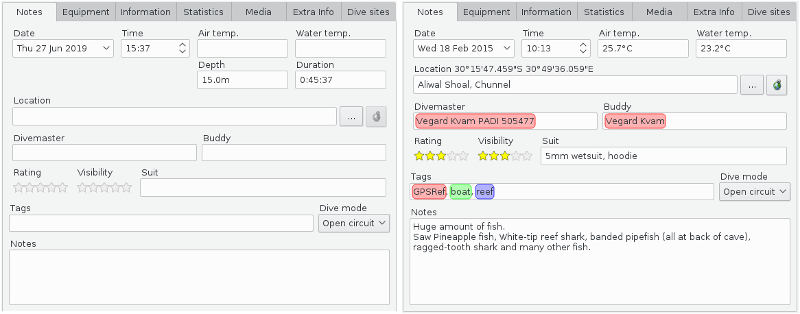 Notes Equipment Information Statistics Media Extra Info Dive sites
Date Time Air temp. Water temp.
Thu 27 Jun 2019 15:37
Depth Duration
15.0m 0:45:37
Location
...
Divemaster Buddy
Rating Visibility Suit
Tags Dive mode
Open circuit
Notes
Notes Equipment Information Statistics Media Extra Info Dive sites
Date Time Air temp. Water temp.
Wed 18 Feb 2015 10:13 25.7°C 23.2°C
Location 30°15'47.459"S 30°49'36.059"E
Aliwal Shoal, Chunnel ...
Divemaster Buddy
Vegard Kvam PADI 505477 Vegard Kvam
Rating Visibility Suit
5mm wetsuit, hoodie
Tags Dive mode
GPSRef, boat, reef Open circuit
Notes
Huge amount of fish.
Saw Pineapple fish, White-tip reef shark, banded pipefish (all at back of cave),
ragged-tooth shark and many other fish.